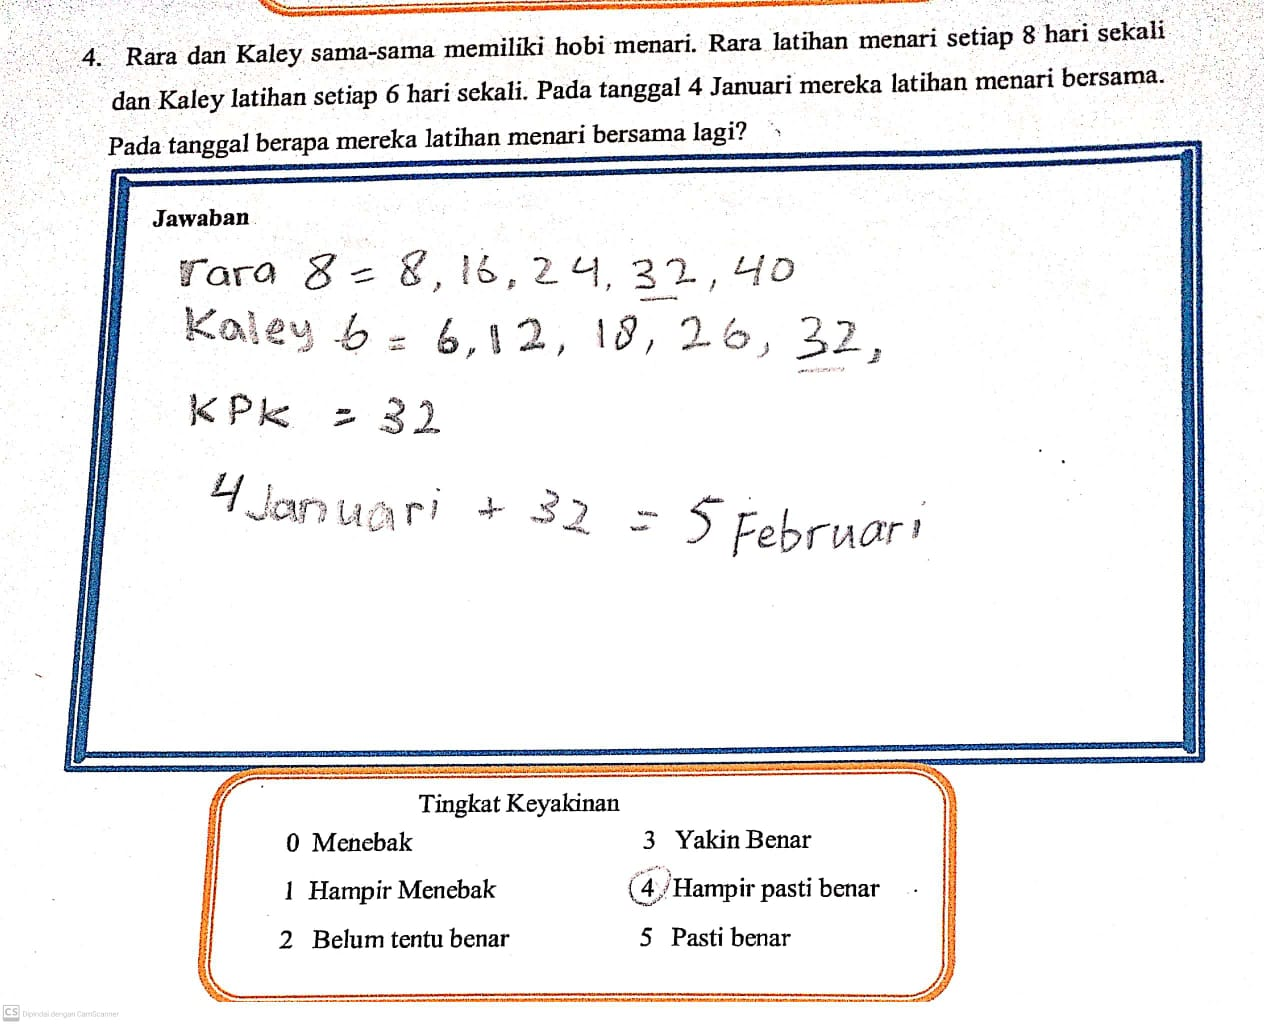 4. Rara dan Kaley sama-sama memiliki hobi menari. Rara latihan menari setiap 8 hari sekali
dan Kaley latihan setiap 6 hari sekali. Pada tanggal 4 Januari mereka latihan menari bersama.
Pada tanggal berapa mereka latihan menari bersama lagi?
Jawaban
rara 8 = 8, 16, 24, 32, 40
Kaley 6 = 6, 12, 18, 26, 32,
KPK = 32
4 Januari + 32 = 5 Februari
Tingkat Keyakinan
0 Menebak 3 Yakin Benar
1 Hampir Menebak 4 Hampir pasti benar
2 Belum tentu benar 5 Pasti benar
CS Dipindai dengan CamScanner